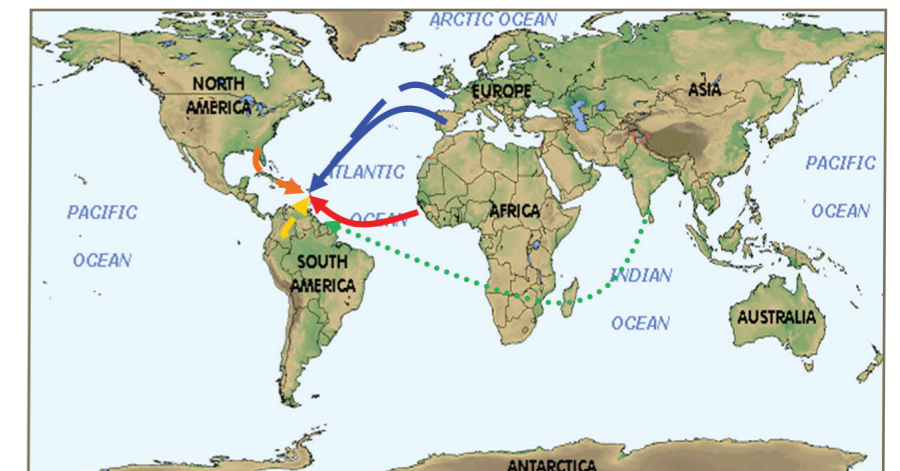 ARCTIC OCEAN
NORTH
AMERICA
EUROPE
ASIA
ATLANTIC
OCEAN
PACIFIC
OCEAN
PACIFIC
OCEAN
AFRICA
SOUTH
AMERICA
INDIAN
OCEAN
AUSTRALIA
ANTARCTICA